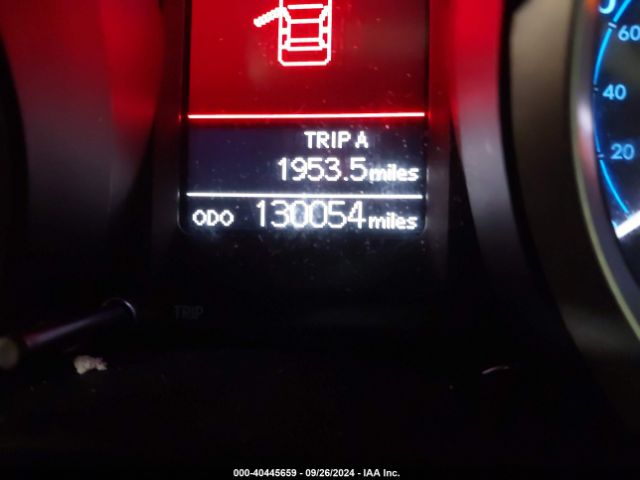 60
40
20
TRIP A
1953.5 miles
ODO 130054 miles
TRIP
000-40445659 - 09/26/2024 - IAA Inc.